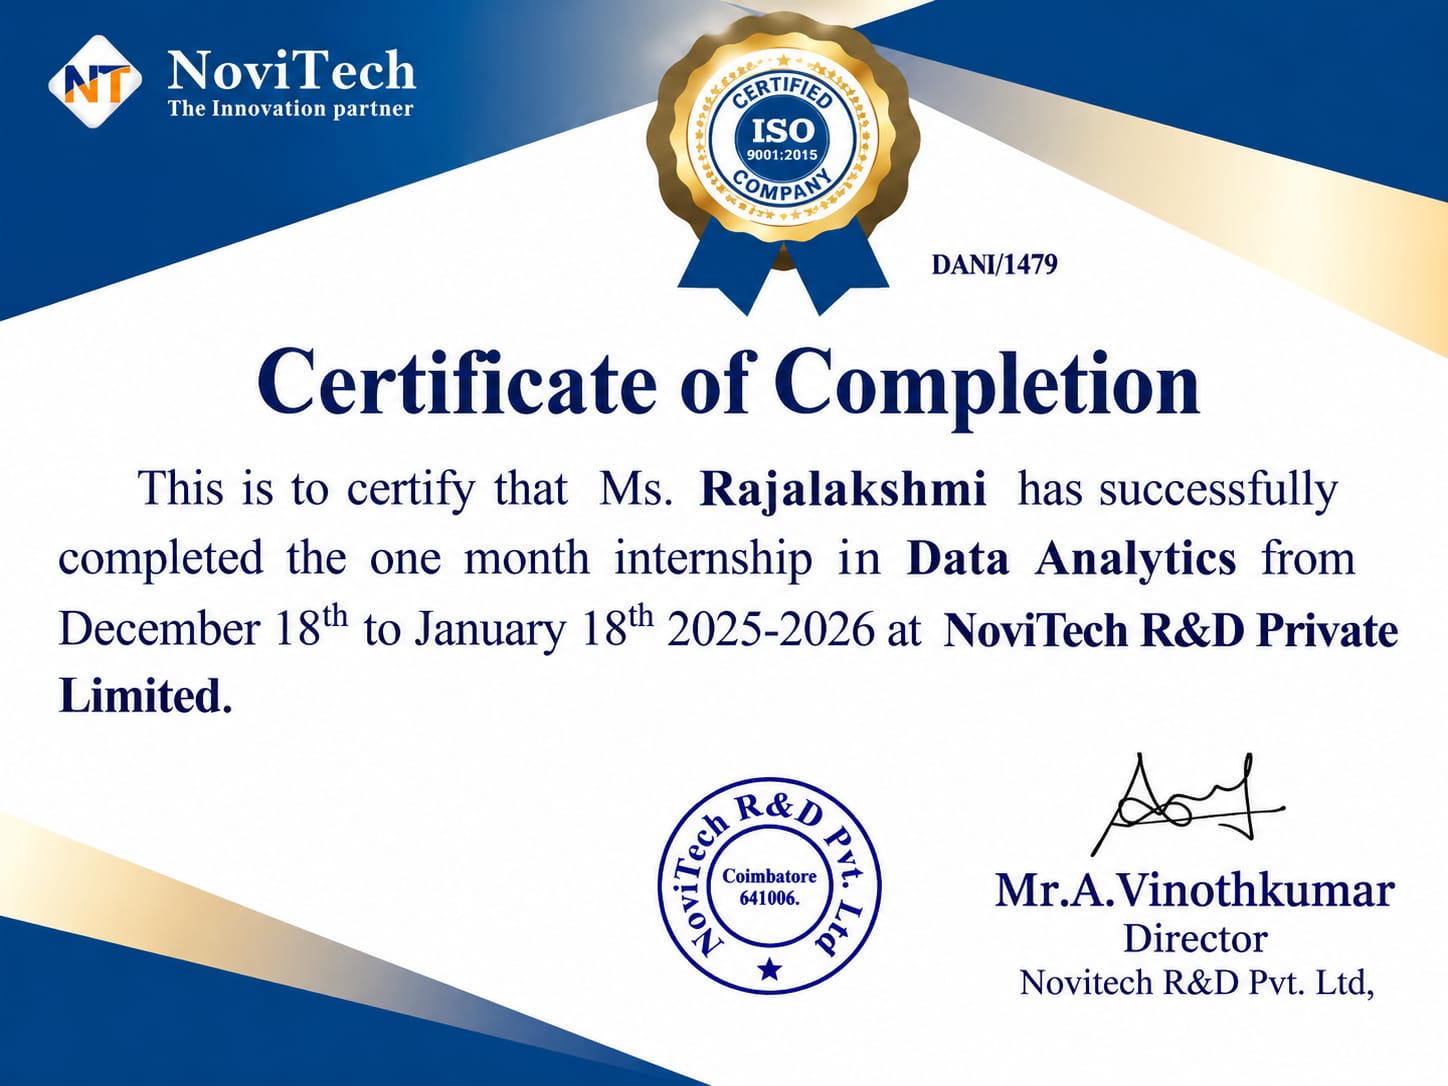 NT
NoviTech
The Innovation partner
CERTIFIED
ISO
9001:2015
COMPANY
DANI/1479
Certificate of Completion
This is to certify that Ms. Rajalakshmi has successfully
completed the one month internship in Data Analytics from
December 18th to January 18th 2025-2026 at NoviTech R&D Private
Limited.
NoviTech R&D Pvt. Ltd
Coimbatore
641006.
Mr.A.Vinothkumar
Director
Novitech R&D Pvt. Ltd,